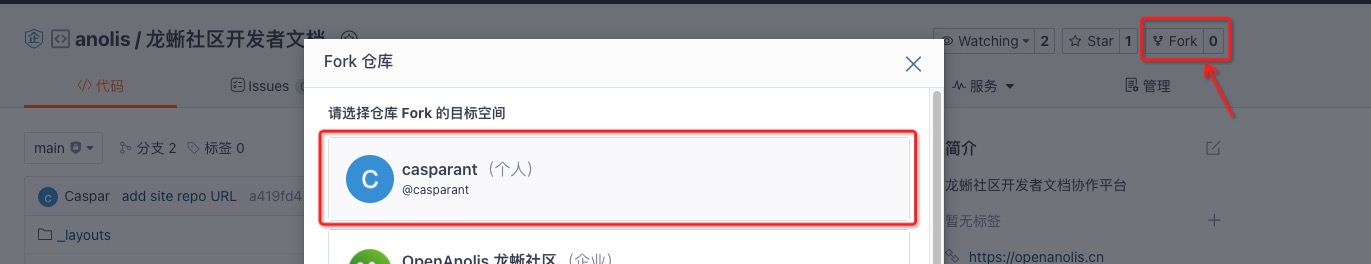 anolis / 龙蜥社区开发者文档
Watching 2
Star 1
Fork 0
代码
Issues
服务
管理
Fork 仓库
请选择仓库 Fork 的目标空间
casparant （个人）
@casparant
OpenAnolis 龙蜥社区 （企业）
main
分支 2
标签 0
Caspar add site repo URL a419fd4
_layouts
简介
龙蜥社区开发者文档协作平台
暂无标签
https://openanolis.cn